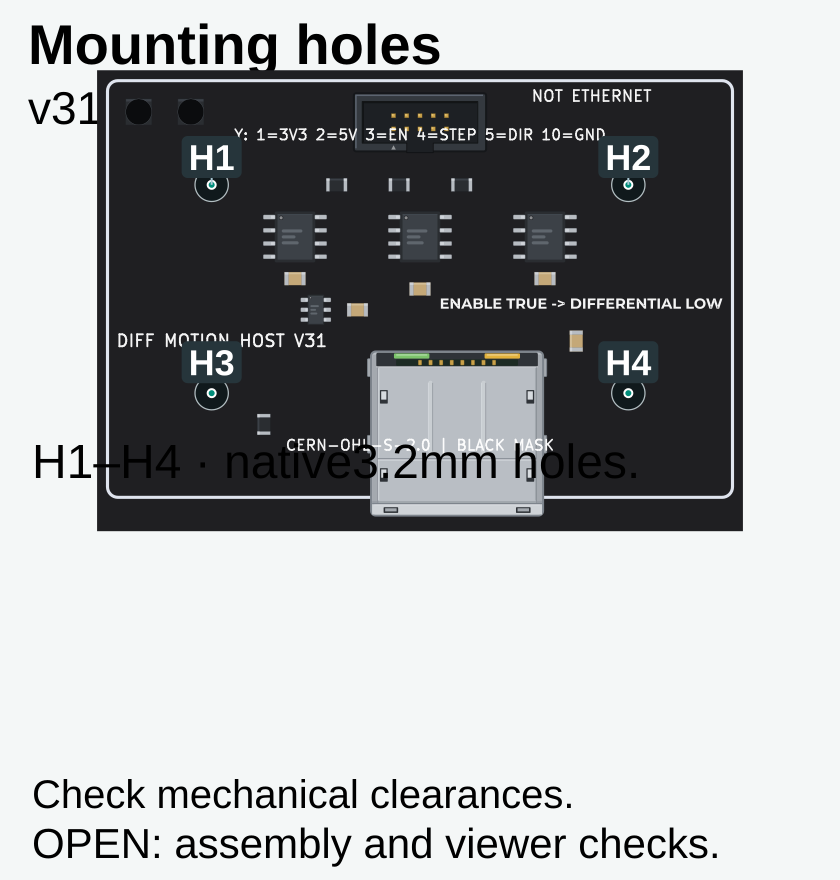 Mounting holes
v31
NOT ETHERNET
Y: 1=3V3 2=5V 3=EN 4=STEP 5=DIR 10=GND
H1
H2
ENABLE TRUE -> DIFFERENTIAL LOW
DIFF MOTION HOST V31
H3
H4
CERN-OHL-S-2.0 | BLACK MASK
H1–H4 · native3.2mm holes.
Check mechanical clearances.
OPEN: assembly and viewer checks.